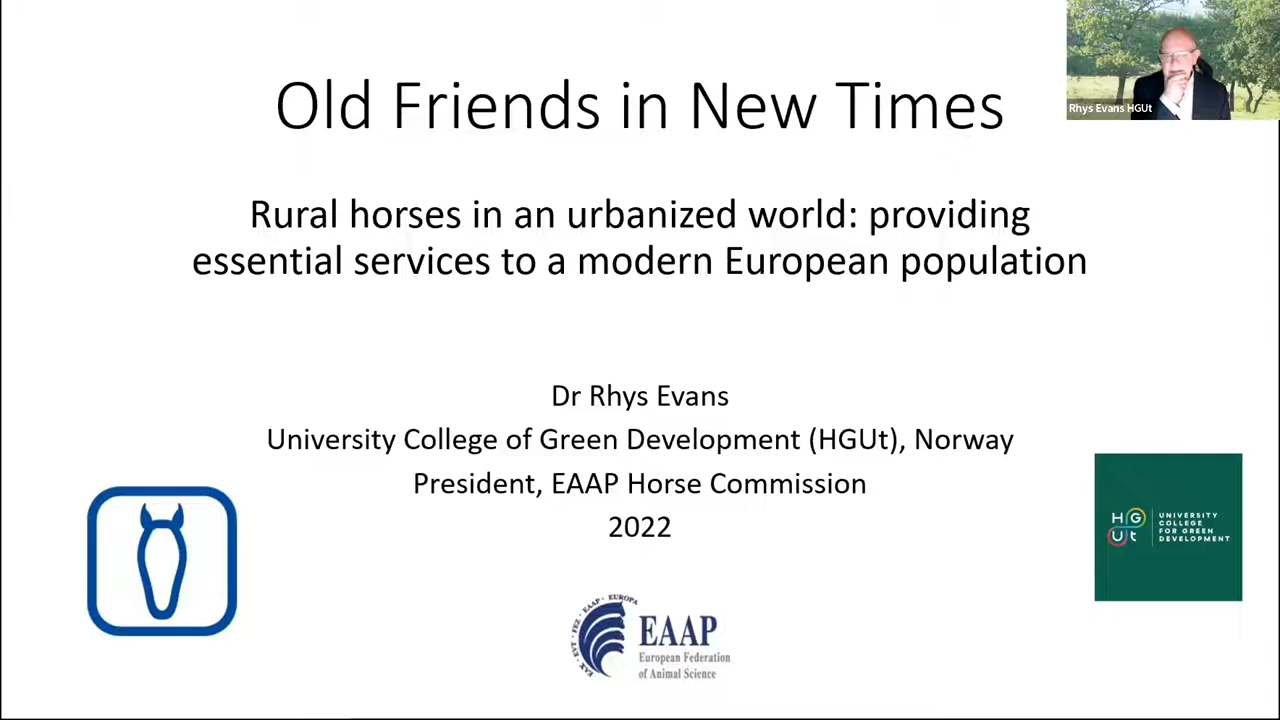 Old Friends in New Times
Rhys Evans HGUt
Rural horses in an urbanized world: providing
essential services to a modern European population
Dr Rhys Evans
University College of Green Development (HGUt), Norway
President, EAAP Horse Commission
2022
HG
Ut
UNIVERSITY
COLLEGE
FOR GREEN
DEVELOPMENT
EAAP
European Federation
of Animal Science